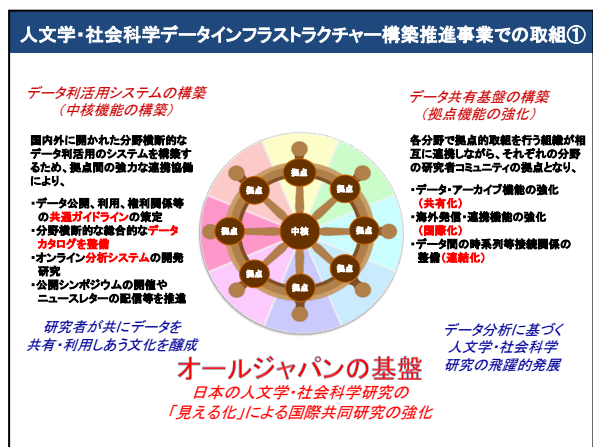 人文学・社会科学データインフラストラクチャー構築推進事業での取組①
データ利活用システムの構築
（中核機能の構築）
国内外に開かれた分野横断的な
データ利活用のシステムを構築す
るため、拠点間の強力な連携協働
により、
・データ公開、利用、権利関係等
の共通ガイドラインの策定
・分野横断的な総合的なデータ
カタログを整備
・オンライン分析システムの開発
研究
・公開シンポジウムの開催や
ニュースレターの配信等を推進
研究者が共にデータを
共有・利用しあう文化を醸成
拠点
拠点
拠点
拠点
中核
拠点
拠点
拠点
拠点
データ共有基盤の構築
（拠点機能の強化）
各分野で拠点的取組を行う組織が相
互に連携しながら、それぞれの分野
の研究者コミュニティの拠点となり、
・データ・アーカイブ機能の強化
（共有化）
・海外発信・連携機能の強化
（国際化）
・データ間の時系列等接続関係の
整備（連結化）
データ分析に基づく
人文学・社会科学
研究の飛躍的発展
オールジャパンの基盤
日本の人文学・社会科学研究の
「見える化」による国際共同研究の強化